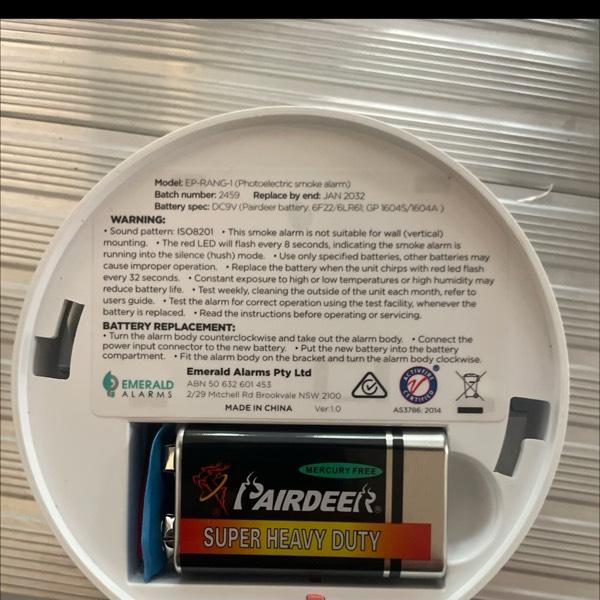 Model: EP-RANG-1 (Photoelectric smoke alarm)
Batch number: 2459 Replace by end: JAN 2032
Battery spec: DC9V (Pairdeer battery, 6F22/6LR61; GP 1604S/1604A )
WARNING:
• Sound pattern: ISO8201 • This smoke alarm is not suitable for wall (vertical)
mounting. • The red LED will flash every 8 seconds, indicating the smoke alarm is
running into the silence (hush) mode. • Use only specified batteries, other batteries may
cause improper operation. • Replace the battery when the unit chirps with red led flash
every 32 seconds. • Constant exposure to high or low temperatures or high humidity may
reduce battery life. • Test weekly, cleaning the outside of the unit each month, refer to
users guide. • Test the alarm for correct operation using the test facility, whenever the
battery is replaced. • Read the instructions before operating or servicing.
BATTERY REPLACEMENT:
• Turn the alarm body counterclockwise and take out the alarm body. • Connect the
power input connector to the new battery. • Put the new battery into the battery
compartment. • Fit the alarm body on the bracket and turn the alarm body clockwise.
EMERALD
ALARMS
Emerald Alarms Pty Ltd
ABN 50 632 601 453
2/29 Mitchell Rd Brookvale NSW 2100
MADE IN CHINA Ver:1.0
ACTIVFIRE
CERTIFIED
AS3786: 2014
MERCURY FREE
PAIRDEER®
SUPER HEAVY DUTY